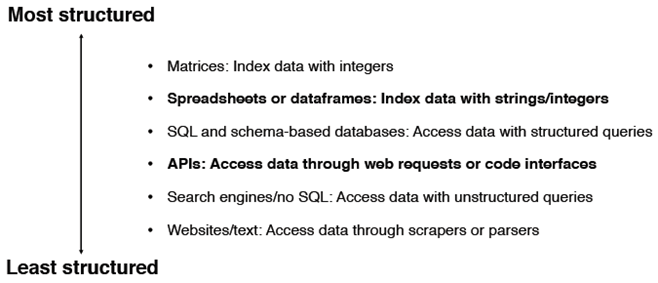 Most structured
• Matrices: Index data with integers
• Spreadsheets or dataframes: Index data with strings/integers
• SQL and schema-based databases: Access data with structured queries
• APIs: Access data through web requests or code interfaces
• Search engines/no SQL: Access data with unstructured queries
• Websites/text: Access data through scrapers or parsers
Least structured